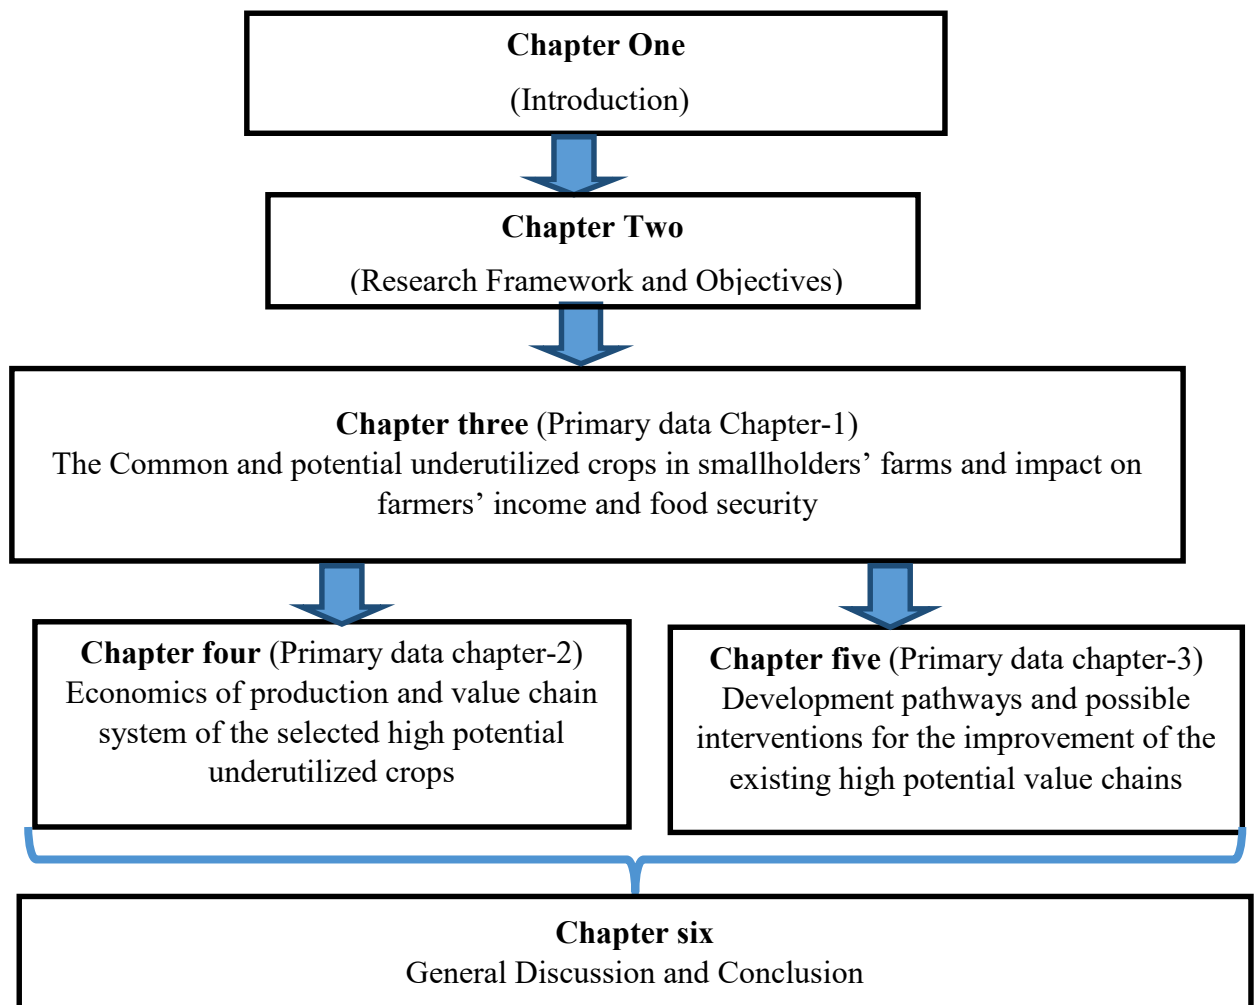 Chapter One
(Introduction)
Chapter Two
(Research Framework and Objectives)
Chapter three (Primary data Chapter-1)
The Common and potential underutilized crops in smallholders’ farms and impact on
farmers’ income and food security
Chapter four (Primary data chapter-2)
Economics of production and value chain
system of the selected high potential
underutilized crops
Chapter five (Primary data chapter-3)
Development pathways and possible
interventions for the improvement of the
existing high potential value chains
Chapter six
General Discussion and Conclusion